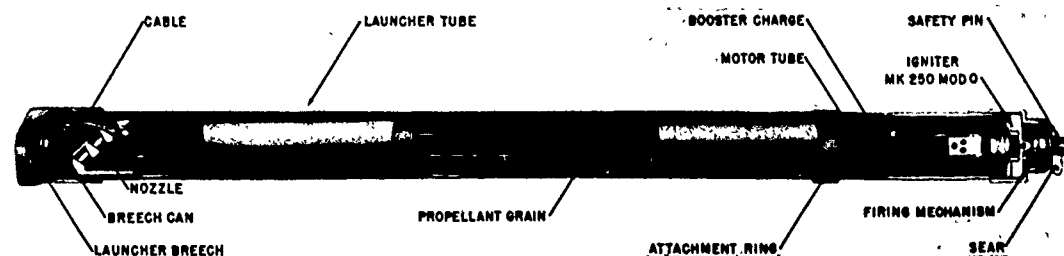 CABLE
LAUNCHER TUBE
BOOSTER CHARGE
SAFETY PIN
MOTOR TUBE
IGNITER
MK 250 MOD 0
NOZZLE
BREECH CAN
PROPELLANT GRAIN
FIRING MECHANISM
LAUNCHER BREECH
ATTACHMENT RING
SEAR